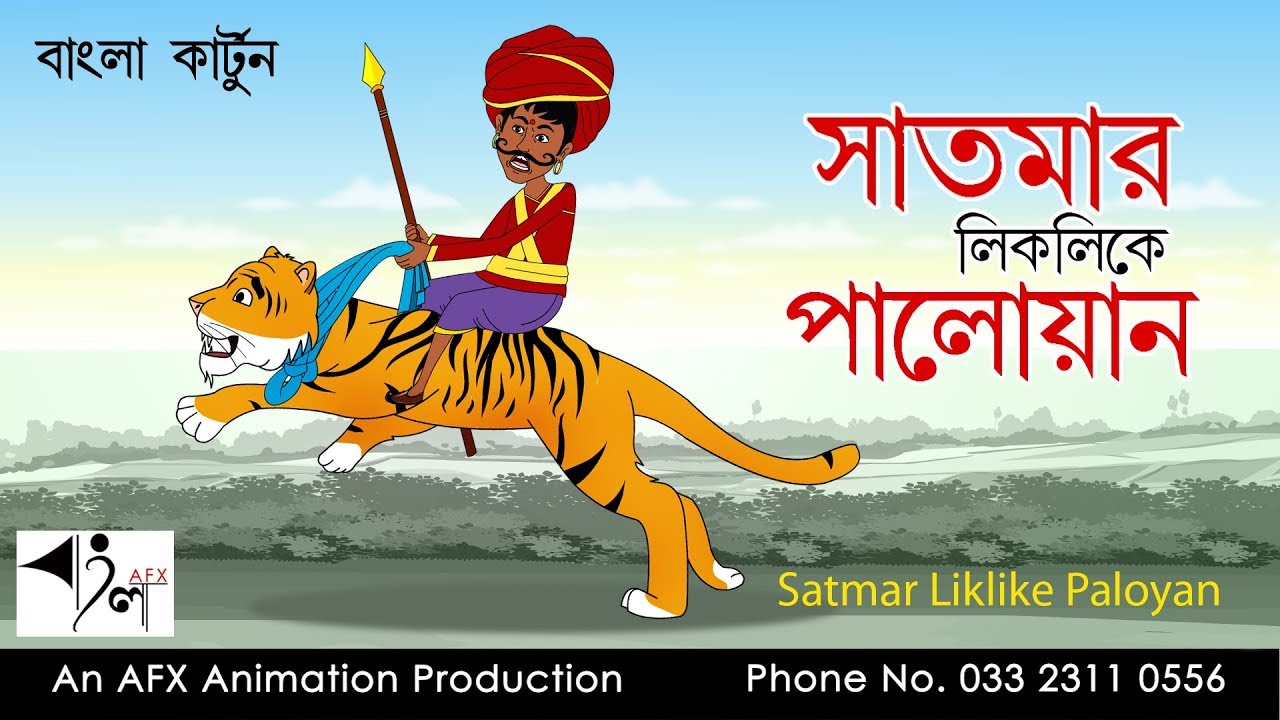 বাংলা কার্টুন
সাতমার
লিকলিকে
পালোয়ান
বাংলা
AFX
Satmar Liklike Paloyan
An AFX Animation Production
Phone No. 033 2311 0556